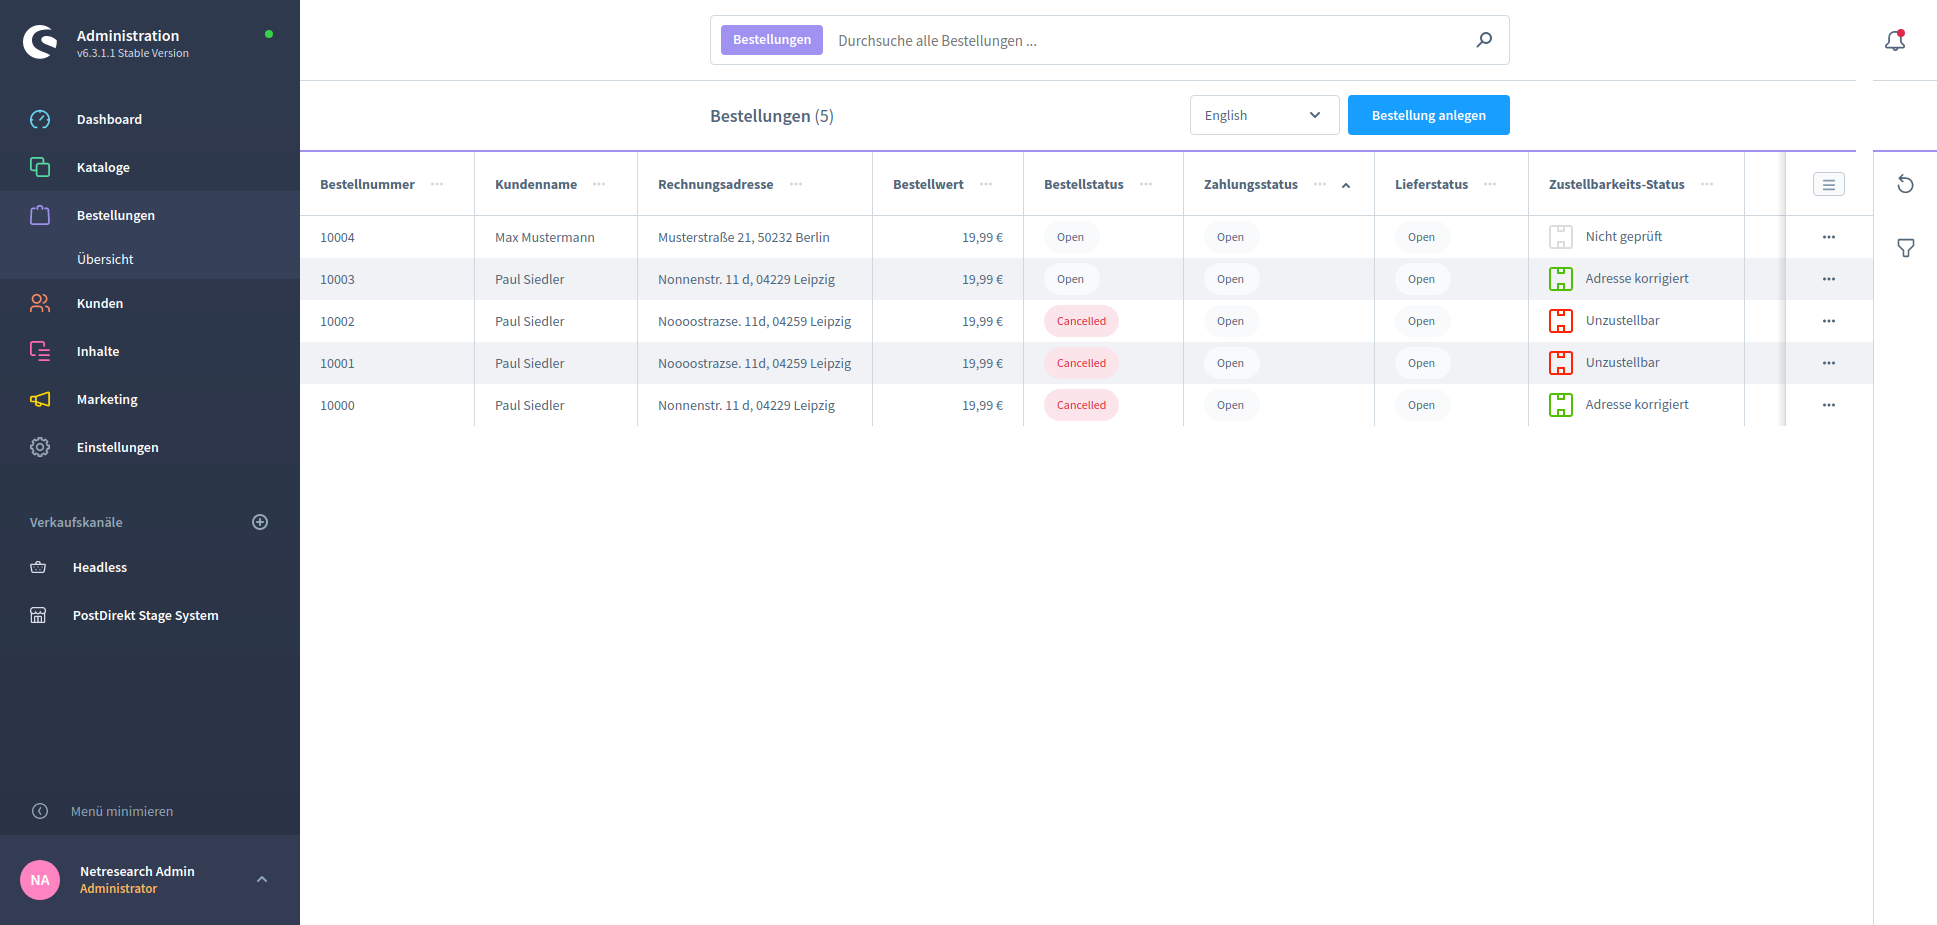 Administration
v6.3.1.1 Stable Version
Dashboard
Kataloge
Bestellungen
Übersicht
Kunden
Inhalte
Marketing
Einstellungen
Verkaufskanäle
Headless
PostDirekt Stage System
Menü minimieren
NA
Netresearch Admin
Administrator
Bestellungen Durchsuche alle Bestellungen ...
Bestellungen (5) English Bestellung anlegen
Bestellnummer Kundenname Rechnungsadresse Bestellwert Bestellstatus Zahlungsstatus Lieferstatus Zustellbarkeits-Status
10004 Max Mustermann Musterstraße 21, 50232 Berlin 19,99 € Open Open Open Nicht geprüft
10003 Paul Siedler Nonnenstr. 11 d, 04229 Leipzig 19,99 € Open Open Open Adresse korrigiert
10002 Paul Siedler Noooostrazse. 11d, 04259 Leipzig 19,99 € Cancelled Open Open Unzustellbar
10001 Paul Siedler Noooostrazse. 11d, 04259 Leipzig 19,99 € Cancelled Open Open Unzustellbar
10000 Paul Siedler Nonnenstr. 11 d, 04229 Leipzig 19,99 € Cancelled Open Open Adresse korrigiert